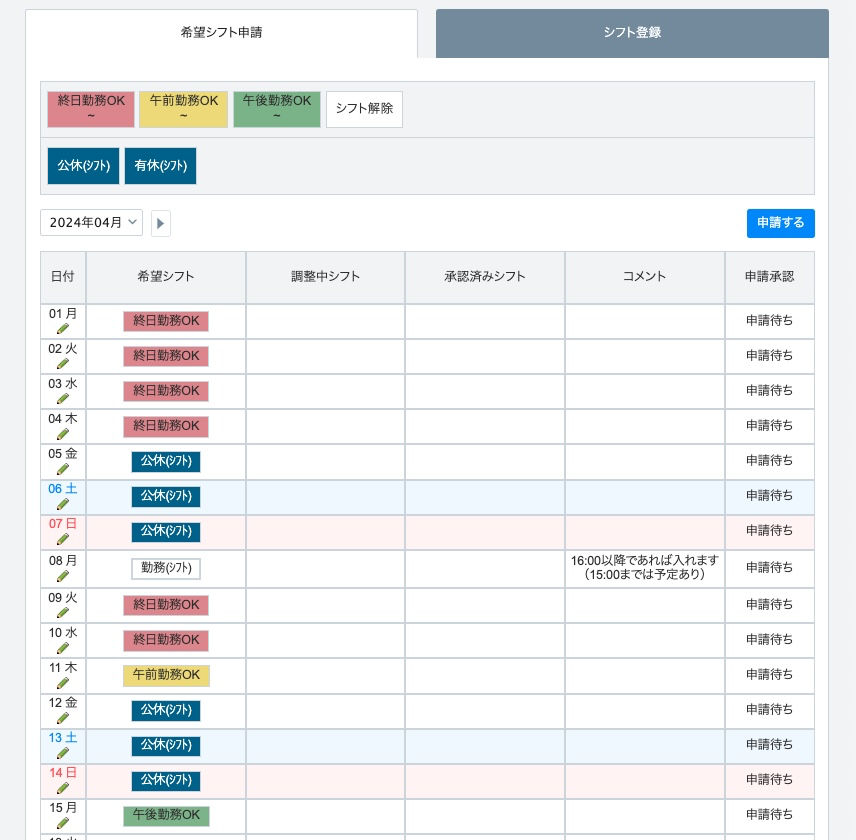 希望シフト申請
シフト登録
終日勤務OK
~
午前勤務OK
~
午後勤務OK
~
シフト解除
公休(ｼﾌﾄ)
有休(ｼﾌﾄ)
2024年04月
申請する
日付 希望シフト 調整中シフト 承認済みシフト コメント 申請承認
01 月 終日勤務OK 申請待ち
02 火 終日勤務OK 申請待ち
03 水 終日勤務OK 申請待ち
04 木 終日勤務OK 申請待ち
05 金 公休(ｼﾌﾄ) 申請待ち
06 土 公休(ｼﾌﾄ) 申請待ち
07 日 公休(ｼﾌﾄ) 申請待ち
08 月 勤務(ｼﾌﾄ) 16:00以降であれば入れます 申請待ち
（15:00までは予定あり）
09 火 終日勤務OK 申請待ち
10 水 終日勤務OK 申請待ち
11 木 午前勤務OK 申請待ち
12 金 公休(ｼﾌﾄ) 申請待ち
13 土 公休(ｼﾌﾄ) 申請待ち
14 日 公休(ｼﾌﾄ) 申請待ち
15 月 午後勤務OK 申請待ち